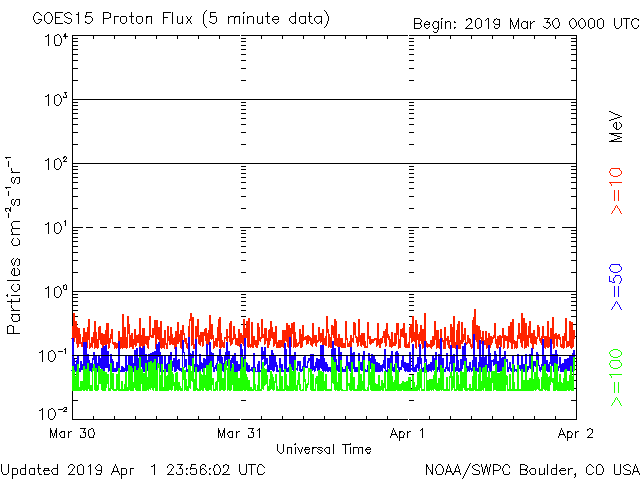 GOES15 Proton Flux (5 minute data)
Begin: 2019 Mar 30 0000 UTC
10⁴
10³
10²
10¹
10⁰
10⁻¹
10⁻²
Particles cm⁻²s⁻¹sr⁻¹
MeV
>=10
>=50
>=100
Mar 30
Mar 31
Apr 1
Apr 2
Universal Time
Updated 2019 Apr 1 23:56:02 UTC
NOAA/SWPC Boulder, CO USA